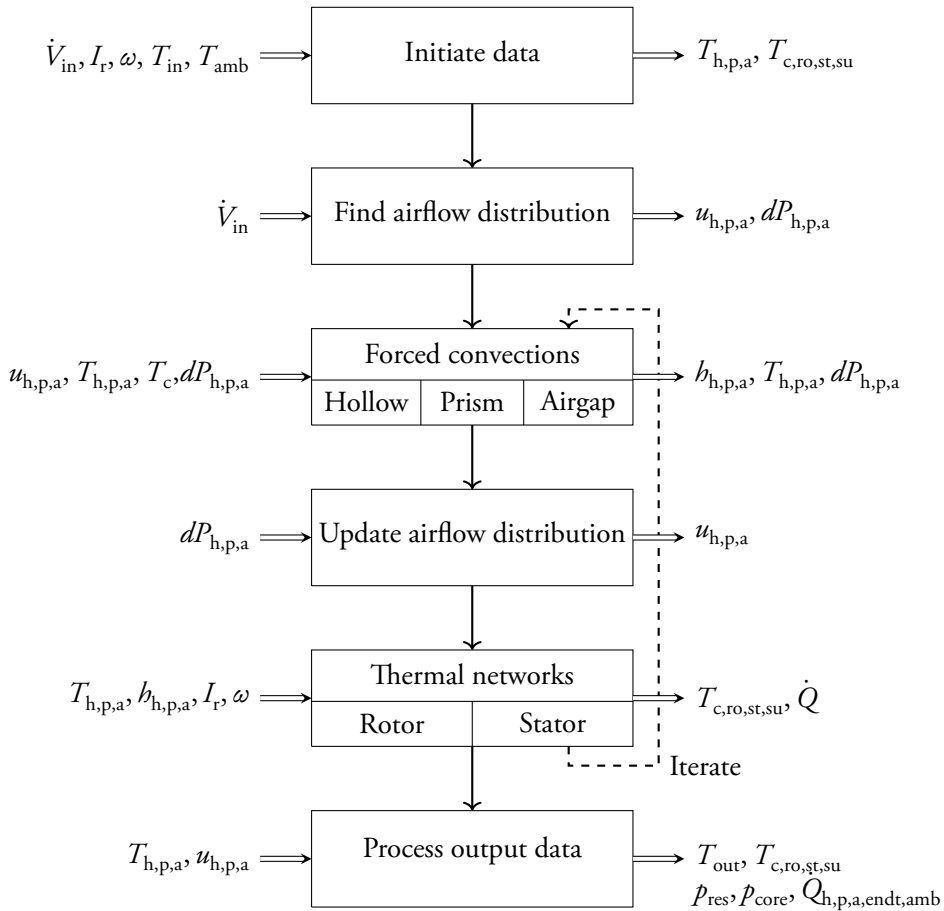 V̇in, Ir, ω, Tin, Tamb
Initiate data
Th,p,a, Tc,ro,st,su
V̇in
Find airflow distribution
uh,p,a, dPh,p,a
uh,p,a, Th,p,a, Tc,dPh,p,a
Forced convections
Hollow
Prism
Airgap
hh,p,a, Th,p,a, dPh,p,a
dPh,p,a
Update airflow distribution
uh,p,a
Th,p,a, hh,p,a, Ir, ω
Thermal networks
Rotor
Stator
Tc,ro,st,su, Q̇
Iterate
Th,p,a, uh,p,a
Process output data
Tout, Tc,ro,st,su
pres, pcore, Q̇h,p,a,endt,amb